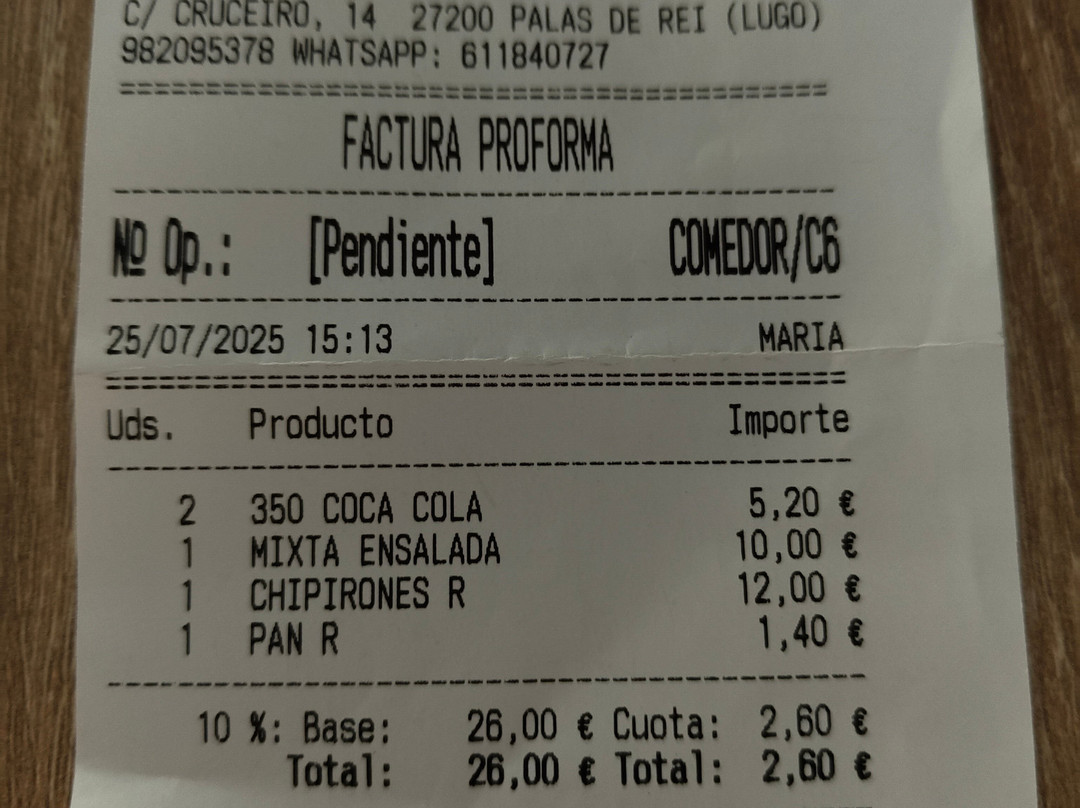 C/ CRUCEIRO, 14 27200 PALAS DE REI (LUGO)
982095378 WHATSAPP: 611840727
========================================
FACTURA PROFORMA
----------------------------------------
Nº Op.: [Pendiente] COMEDOR/C6
----------------------------------------
25/07/2025 15:13 MARIA
========================================
Uds. Producto Importe
----------------------------------------
2 350 COCA COLA 5,20 €
1 MIXTA ENSALADA 10,00 €
1 CHIPIRONES R 12,00 €
1 PAN R 1,40 €
----------------------------------------
10 %: Base: 26,00 € Cuota: 2,60 €
Total: 26,00 € Total: 2,60 €